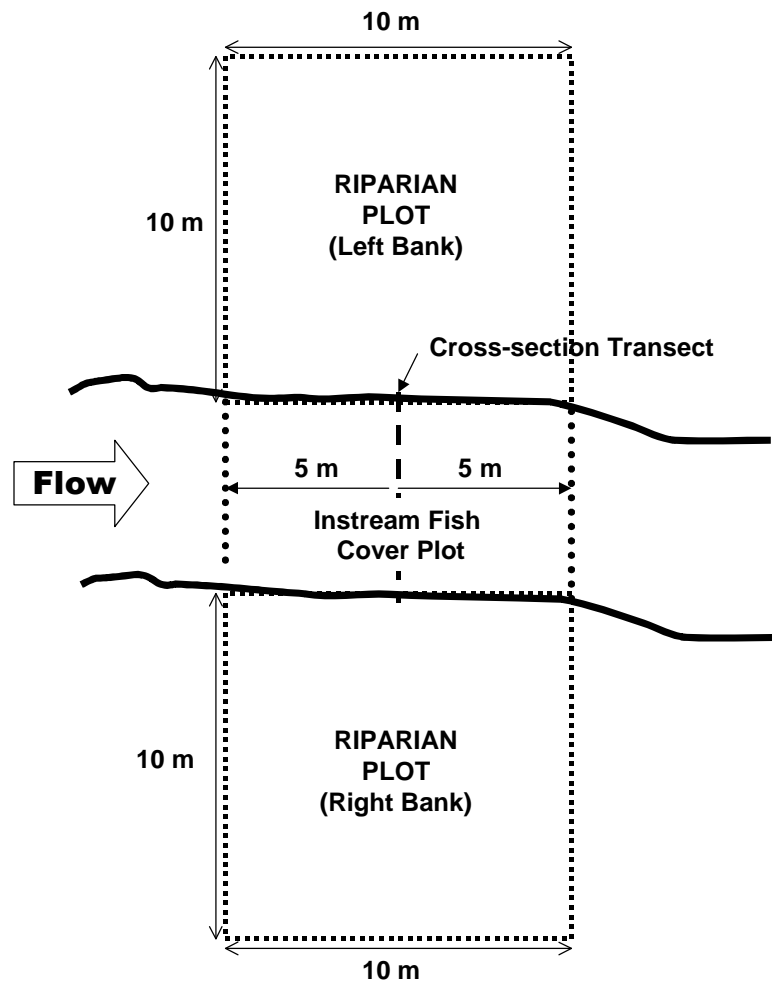 10 m
RIPARIAN
PLOT
(Left Bank)
10 m
Cross-section Transect
5 m
5 m
Flow
Instream Fish
Cover Plot
RIPARIAN
PLOT
(Right Bank)
10 m
10 m